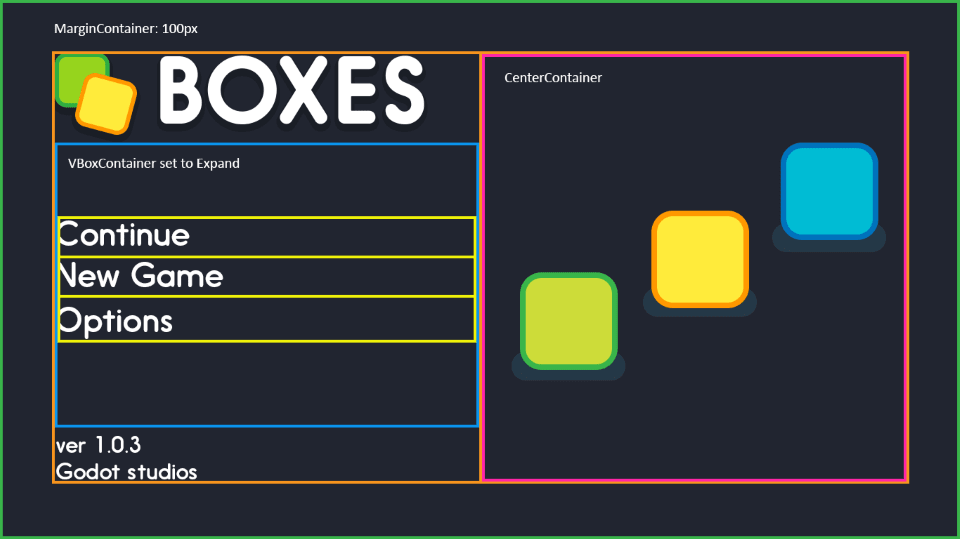 MarginContainer: 100px
BOXES
VBoxContainer set to Expand
Continue
New Game
Options
ver 1.0.3
Godot studios
CenterContainer